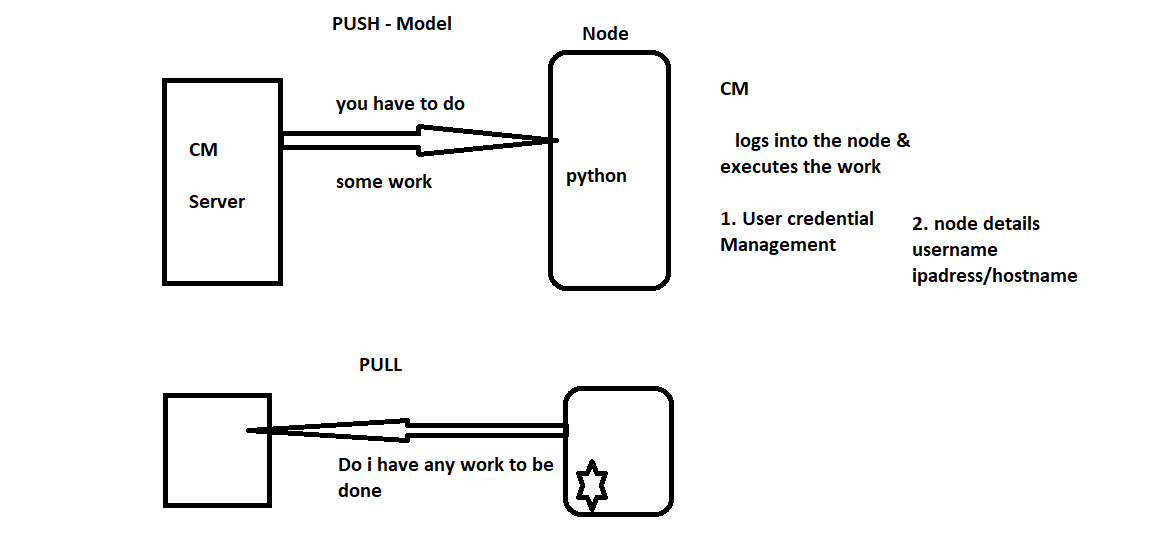 PUSH - Model
Node
CM
you have to do
CM
logs into the node &
executes the work
python
some work
Server
1. User credential
Management
2. node details
username
ipadress/hostname
PULL
Do i have any work to be
done